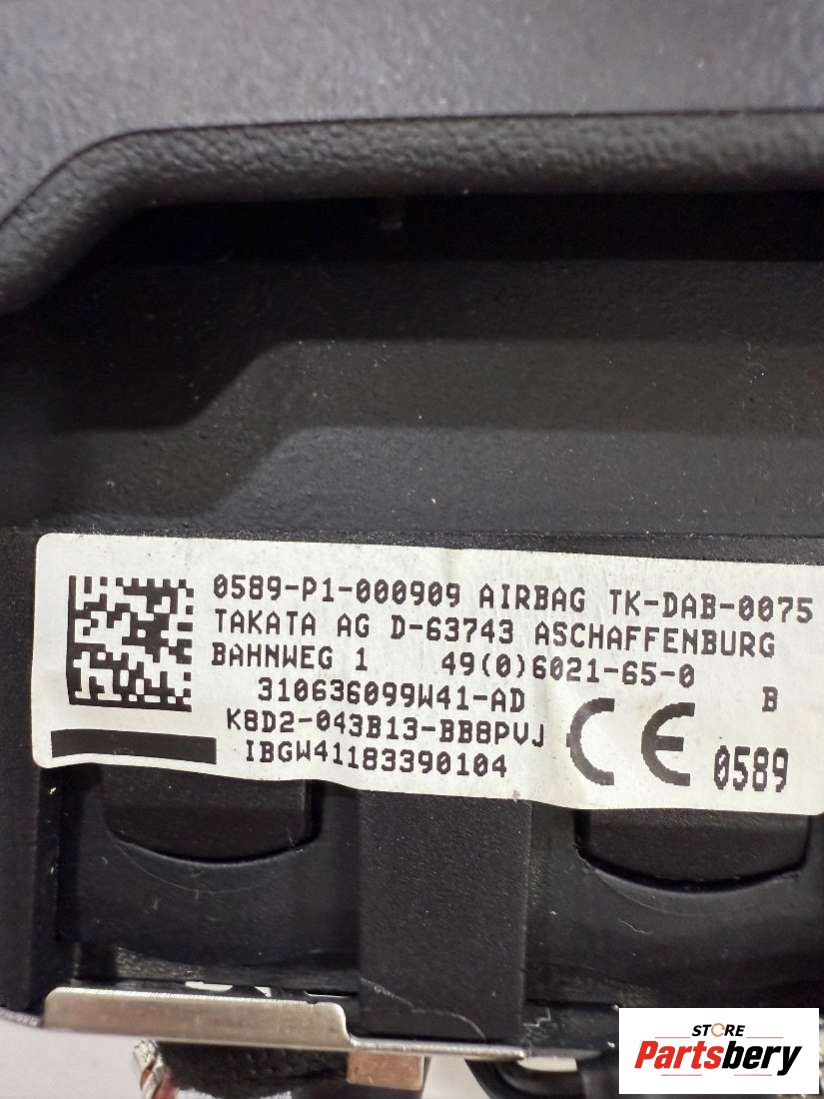 0589-P1-000909 AIRBAG TK-DAB-0075
TAKATA AG D-63743 ASCHAFFENBURG
BAHNWEG 1 49(0)6021-65-0
310636099W41-AD B
K8D2-043B13-BB8PVJ
IBGW41183390104
CE 0589
STORE
Partsbery